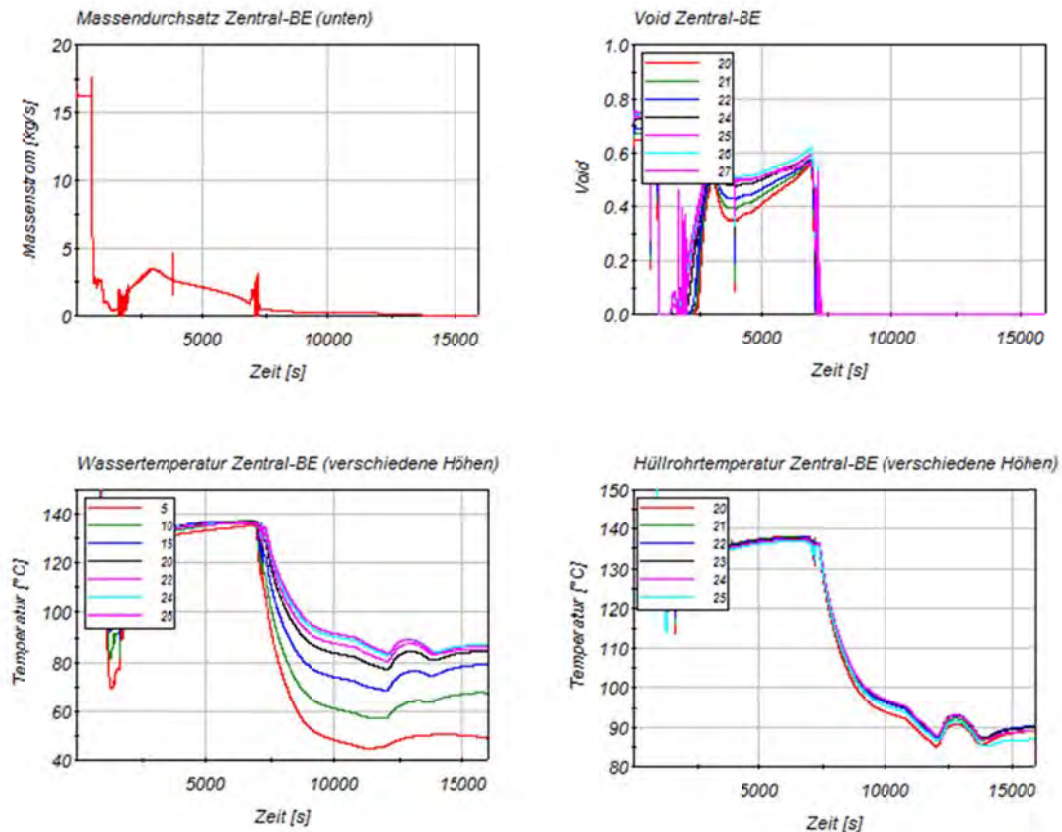 Massendurchsatz Zentral-BE (unten)
20
15
10
5
0
Massenstrom [kg/s]
5000 10000 15000
Zeit [s]
Void Zentral-BE
1.0
0.8
0.6
0.4
0.2
0.0
Void
20
21
22
24
25
26
27
5000 10000 15000
Zeit [s]
Wassertemperatur Zentral-BE (verschiedene Höhen)
140
120
100
80
60
40
Temperatur [°C]
5
10
15
20
22
24
5000 10000 15000
Zeit [s]
Hüllrohrtemperatur Zentral-BE (verschiedene Höhen)
150
140
130
120
110
100
90
80
Temperatur [°C]
20
21
22
23
24
25
5000 10000 15000
Zeit [s]